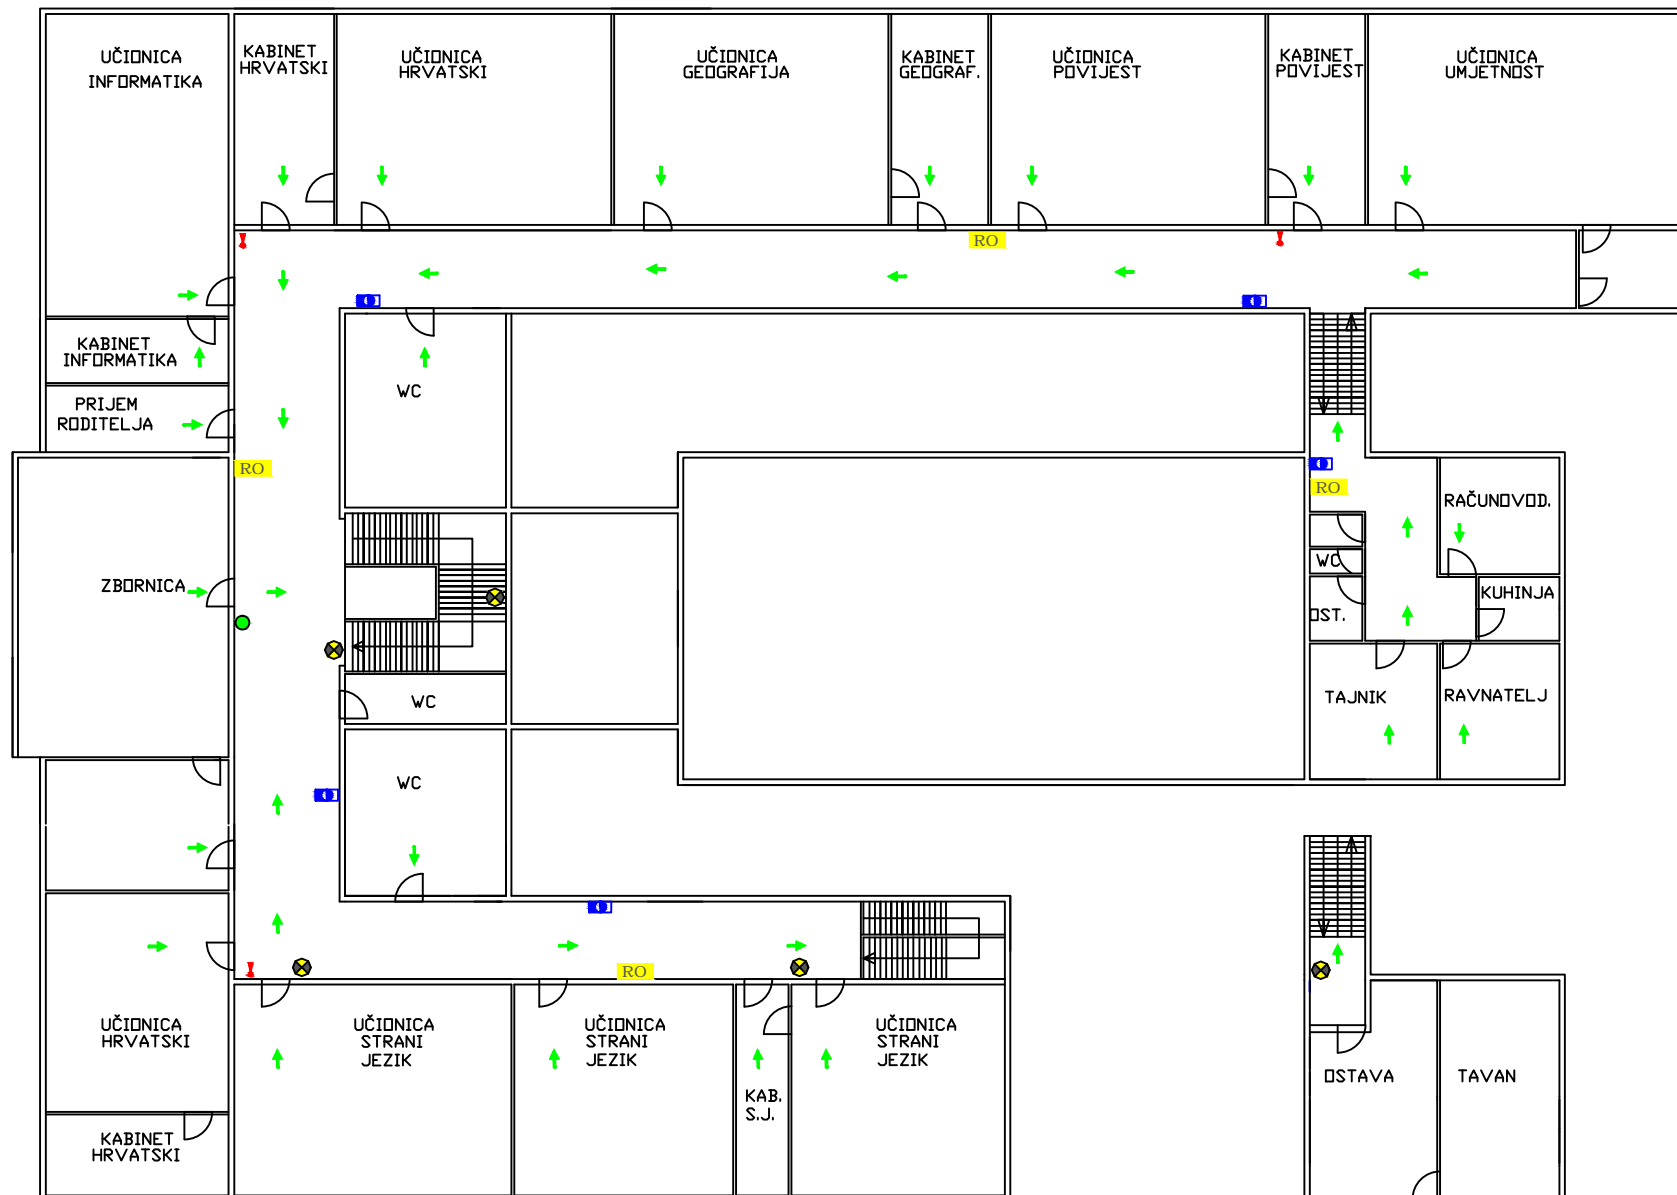 UČIONICA
INFORMATIKA
KABINET
HRVATSKI
UČIONICA
HRVATSKI
UČIONICA
GEOGRAFIJA
KABINET
GEOGRAF.
UČIONICA
POVIJEST
KABINET
POVIJEST
UČIONICA
UMJETNOST
RO
KABINET
INFORMATIKA
PRIJEM
RODITELJA
WC
RO
RO
RAČUNOVOD.
ZBORNICA
WC
KUHINJA
OST.
WC
TAJNIK
RAVNATELJ
WC
RO
UČIONICA
HRVATSKI
UČIONICA
STRANI
JEZIK
UČIONICA
STRANI
JEZIK
KAB.
S.J.
UČIONICA
STRANI
JEZIK
OSTAVA
TAVAN
KABINET
HRVATSKI